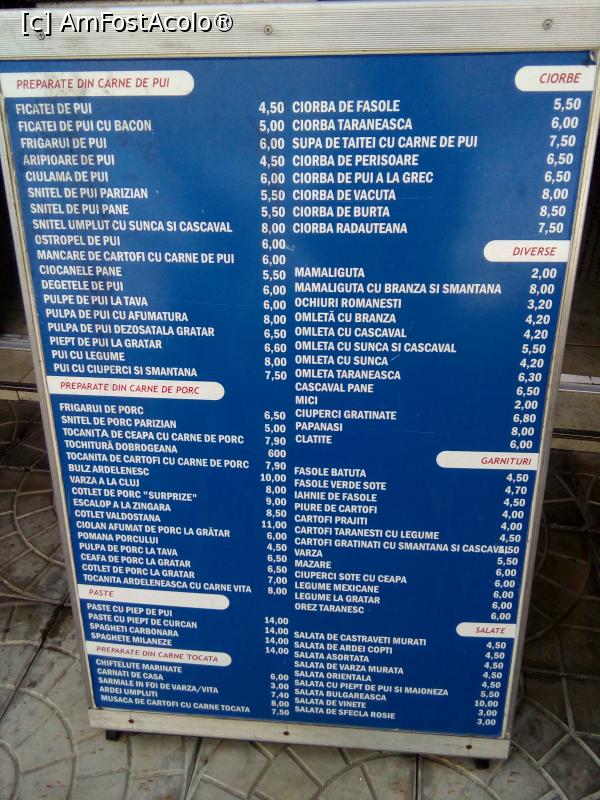 [c] AmFostAcolo®
PREPARATE DIN CARNE DE PUI
FICATEI DE PUI 4,50
FICATEI DE PUI CU BACON 5,00
FRIGARUI DE PUI 6,00
ARIPIOARE DE PUI 4,50
CIULAMA DE PUI 6,00
SNITEL DE PUI PARIZIAN 5,50
SNITEL DE PUI PANE 5,50
SNITEL UMPLUT CU SUNCA SI CASCAVAL 8,00
OSTROPEL DE PUI 6,00
MANCARE DE CARTOFI CU CARNE DE PUI 6,00
CIOCANELE PANE 5,50
DEGETELE DE PUI 6,00
PULPE DE PUI LA TAVA 6,00
PULPA DE PUI CU AFUMATURA 8,00
PULPA DE PUI DEZOSATALA GRATAR 6,50
PIEPT DE PUI LA GRATAR 6,60
PUI CU LEGUME 8,00
PUI CU CIUPERCI SI SMANTANA 7,50
PREPARATE DIN CARNE DE PORC
FRIGARUI DE PORC 6,50
SNITEL DE PORC PARIZIAN 5,00
TOCANITA DE CEAPA CU CARNE DE PORC 7,90
TOCHITURĂ DOBROGEANA 600
TOCANITA DE CARTOFI CU CARNE DE PORC 7,90
BULZ ARDELENESC 10,00
VARZA A LA CLUJ 8,00
COTLET DE PORC "SURPRIZE" 9,00
ESCALOP A LA ZINGARA 8,50
COTLET VALDOSTANA 11,00
CIOLAN AFUMAT DE PORC LA GRĂTAR 6,00
POMANA PORCULUI 4,50
PULPA DE PORC LA TAVA 6,50
CEAFA DE PORC LA GRATAR 6,50
COTLET DE PORC LA GRATAR 7,00
TOCANITA ARDELENEASCA CU CARNE VITA 8,00
PASTE
PASTE CU PIEP DE PUI 14,00
PASTE CU PIEPT DE CURCAN 14,00
SPAGHETI CARBONARA 14,00
SPAGHETE MILANEZE 14,00
PREPARATE DIN CARNE TOCATA
CHIFTELUTE MARINATE 6,00
CARNATI DE CASA 3,00
SARMALE IN FOI DE VARZA/VITA 7,40
ARDEI UMPLUTI 8,00
MUSACA DE CARTOFI CU CARNE TOCATA 7,50
CIORBE
CIORBA DE FASOLE 5,50
CIORBA TARANEASCA 6,00
SUPA DE TAITEI CU CARNE DE PUI 7,50
CIORBA DE PERISOARE 6,50
CIORBA DE PUI A LA GREC 6,50
CIORBA DE VACUTA 8,00
CIORBA DE BURTA 8,50
CIORBA RADAUTEANA 7,50
DIVERSE
MAMALIGUTA 2,00
MAMALIGUTA CU BRANZA SI SMANTANA 8,00
OCHIURI ROMANESTI 3,20
OMLETĂ CU BRANZA 4,20
OMLETA CU CASCAVAL 4,20
OMLETA CU SUNCA SI CASCAVAL 5,50
OMLETA CU SUNCA 4,20
OMLETA TARANEASCA 6,30
CASCAVAL PANE 6,50
MICI 2,00
CIUPERCI GRATINATE 6,80
PAPANASI 8,00
CLATITE 6,00
GARNITURI
FASOLE BATUTA 4,50
FASOLE VERDE SOTE 4,70
IAHNIE DE FASOLE 4,50
PIURE DE CARTOFI 4,00
CARTOFI PRAJITI 4,00
CARTOFI TARANESTI CU LEGUME 4,50
CARTOFI GRATINATI CU SMANTANA SI CASCAVAL
VARZA 5,50
MAZARE 6,00
CIUPERCI SOTE CU CEAPA 6,00
LEGUME MEXICANE 6,00
LEGUME LA GRATAR 6,00
OREZ TARANESC 6,00
SALATE
SALATA DE CASTRAVETI MURATI 4,50
SALATA DE ARDEI COPTI 4,50
SALATA ASORTATA 4,50
SALATA DE VARZA MURATA 4,50
SALATA ORIENTALA 4,50
SALATA CU PIEPT DE PUI SI MAIONEZA 5,50
SALATA BULGAREASCA 10,00
SALATA DE VINETE 3,00
SALATA DE SFECLA ROSIE 3,00